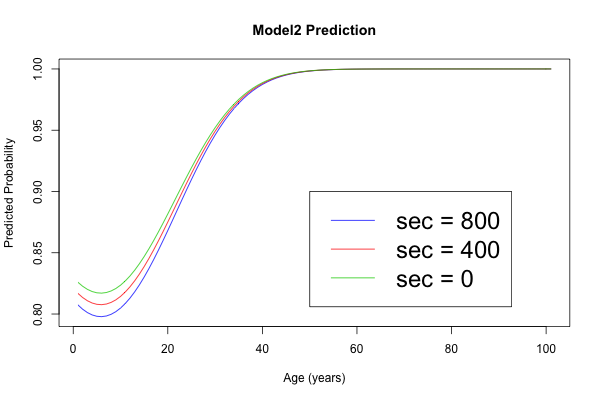 Model2 Prediction
Predicted Probability
1.00
0.95
0.90
0.85
0.80
sec = 800
sec = 400
sec = 0
0 20 40 60 80 100
Age (years)